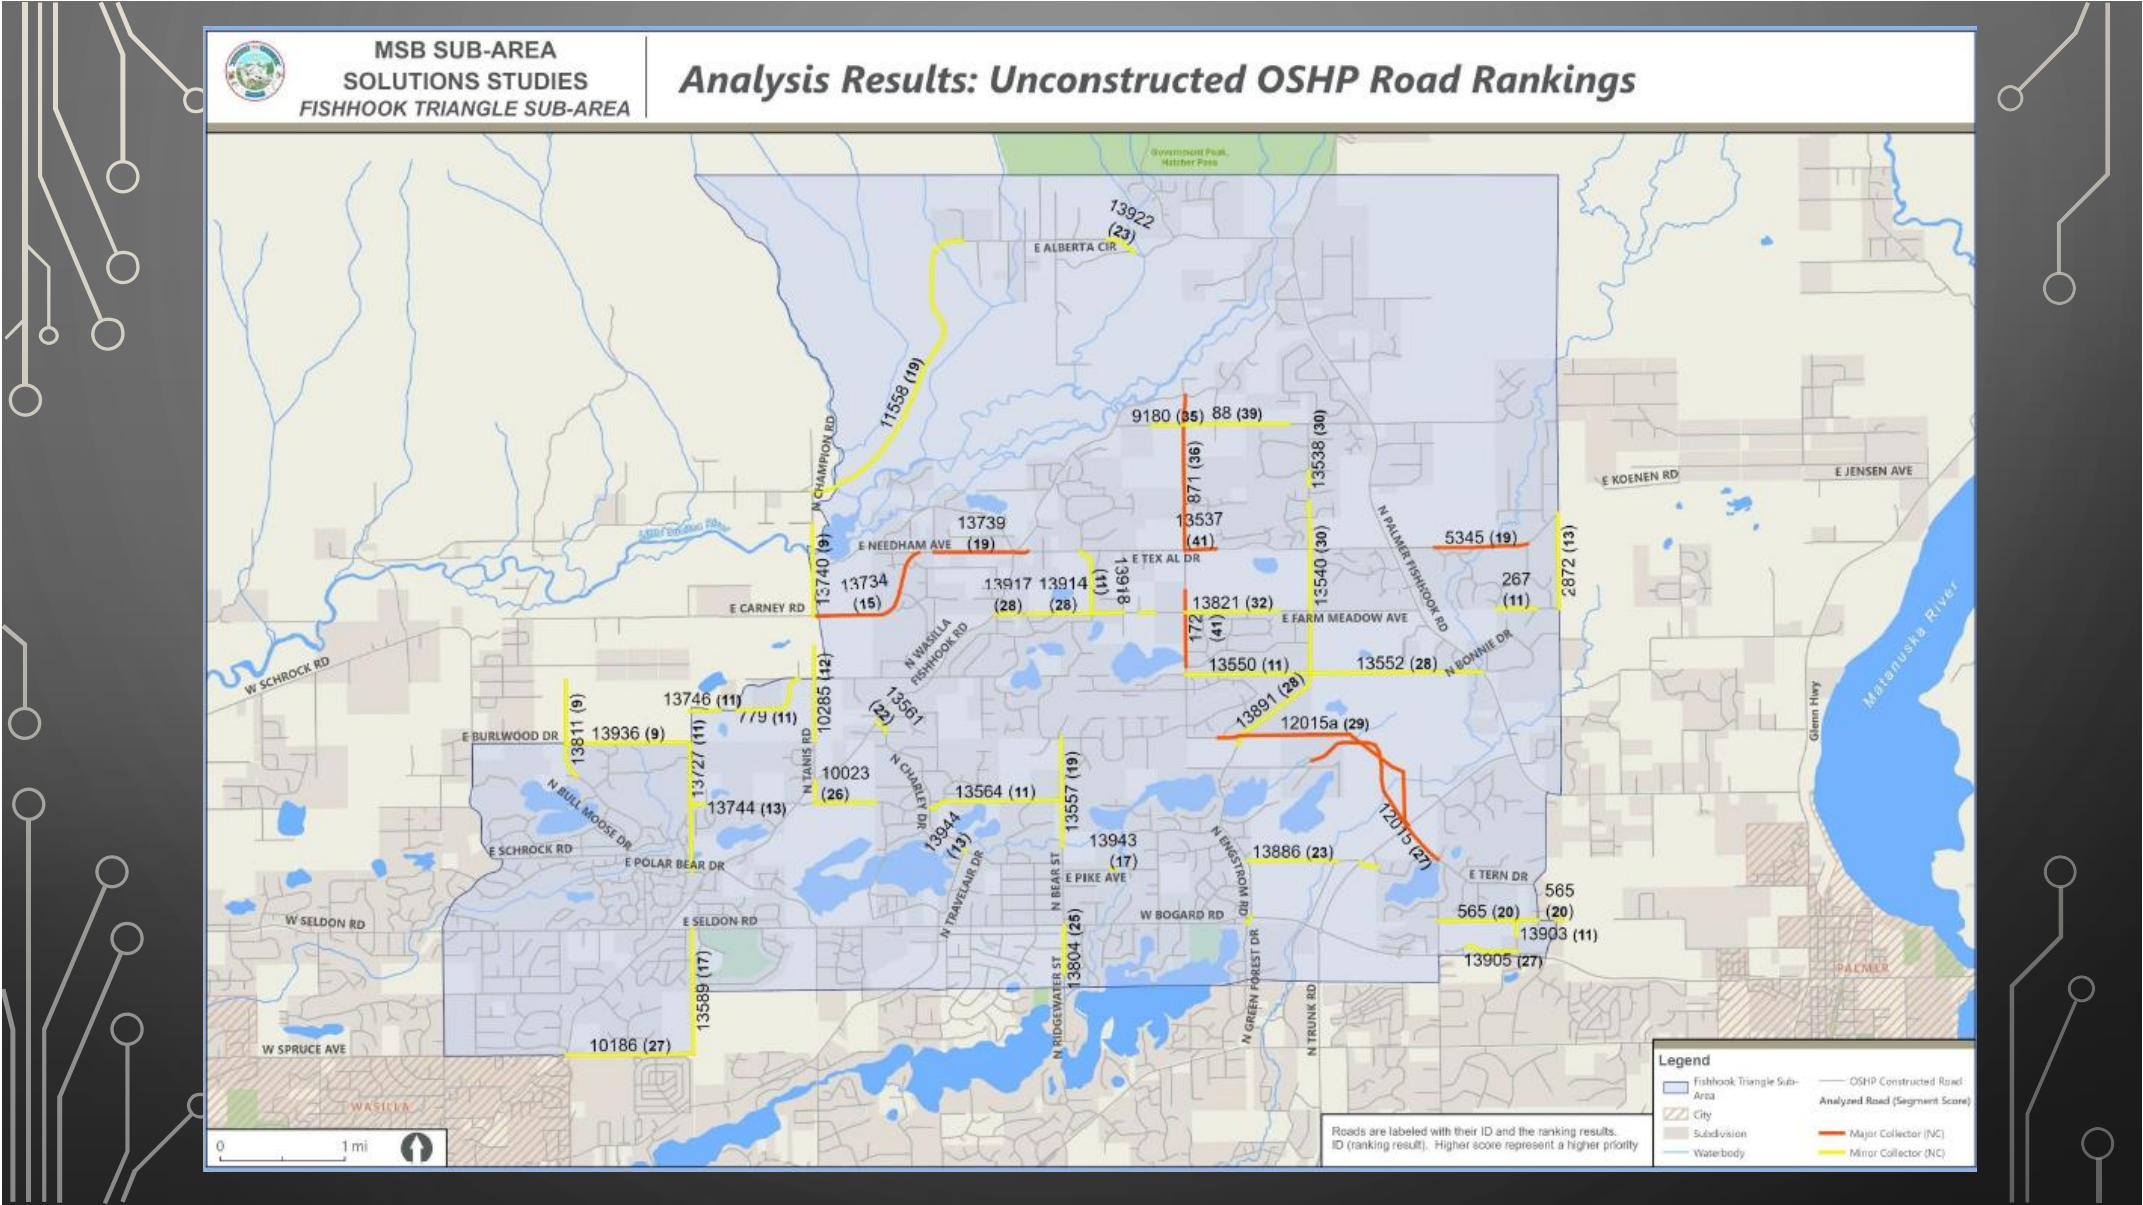 MSB SUB-AREA
SOLUTIONS STUDIES
FISHHOOK TRIANGLE SUB-AREA
Analysis Results: Unconstructed OSHP Road Rankings
Government Peak,
Hatcher Pass
13922
(23)
E ALBERTA CIR
11558 (19)
N CHAMPION RD
9180 (35)
88 (39)
13538 (30)
871 (36)
E KOENEN RD
E JENSEN AVE
Little Susitna River
13739
(19)
E NEEDHAM AVE
13537
(41)
E TEX AL DR
N PALMER FISHHOOK RD
5345 (19)
2872 (13)
13740 (9)
13734
(15)
13917
(28)
13914
(28)
13918
(11)
13540 (30)
267
(11)
E CARNEY RD
13821 (32)
E FARM MEADOW AVE
172
(41)
N WASILLA
FISHHOOK RD
Matanuska River
W SCHROCK RD
10285 (12)
13550 (11)
13552 (28)
N BONNIE DR
13746 (11)
779 (11)
13561
(22)
13891 (28)
Glenn Hwy
13811 (9)
E BURLWOOD DR
13936 (9)
13727 (11)
12015a (29)
N TANIS RD
10023
(26)
N CHARLEY DR
13564 (11)
13557 (19)
N BULL MOOSE DR
13744 (13)
12015 (27)
13944
(13)
13943
(17)
N ENGSTROM RD
13886 (23)
E SCHROCK RD
E POLAR BEAR DR
N TRAVELAIR DR
N BEAR ST
E PIKE AVE
E TERN DR
565
(20)
W SELDON RD
E SELDON RD
W BOGARD RD
565 (20)
13903 (11)
13804 (25)
N GREEN FOREST DR
13905 (27)
PALMER
13589 (17)
N RIDGEWATER ST
N TRUNK RD
W SPRUCE AVE
10186 (27)
WASILLA
Legend
Fishhook Triangle Sub-
Area
City
Subdivision
Waterbody
OSHP Constructed Road
Analyzed Road (Segment Score)
Major Collector (NC)
Minor Collector (NC)
Roads are labeled with their ID and the ranking results.
ID (ranking result). Higher score represent a higher priority
0 1 mi